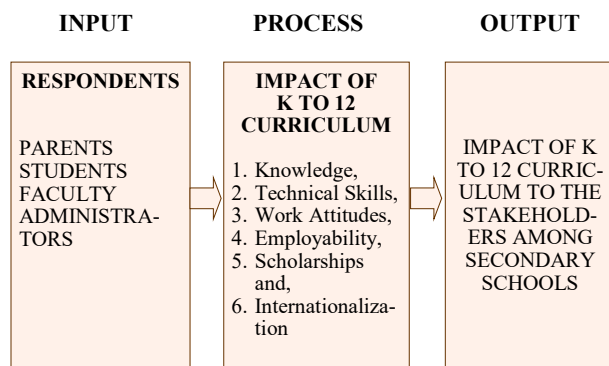 INPUT
PROCESS
OUTPUT
RESPONDENTS
PARENTS
STUDENTS
FACULTY
ADMINISTRA-
TORS
IMPACT OF
K TO 12
CURRICULUM
1. Knowledge,
2. Technical Skills,
3. Work Attitudes,
4. Employability,
5. Scholarships
and,
6. Internationaliza-
tion
IMPACT OF K
TO 12 CURRIC-
ULUM TO THE
STAKEHOLD-
ERS AMONG
SECONDARY
SCHOOLS